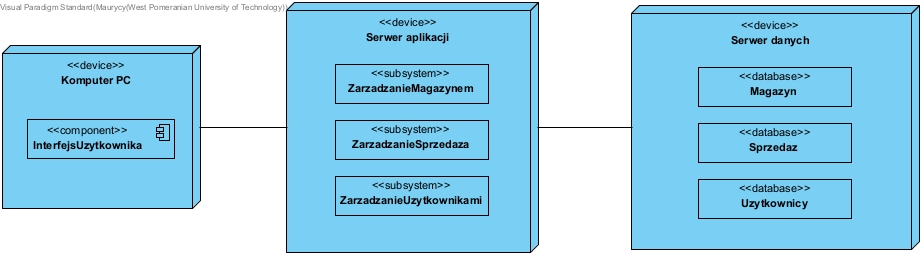 Visual Paradigm Standard(Maurycy(West Pomeranian University of Technology))
<<device>>
Komputer PC
<<component>>
InterfejsUzytkownika
<<device>>
Serwer aplikacji
<<subsystem>>
ZarzadzanieMagazynem
<<subsystem>>
ZarzadzanieSprzedaza
<<subsystem>>
ZarzadzanieUzytkownikami
<<device>>
Serwer danych
<<database>>
Magazyn
<<database>>
Sprzedaz
<<database>>
Uzytkownicy